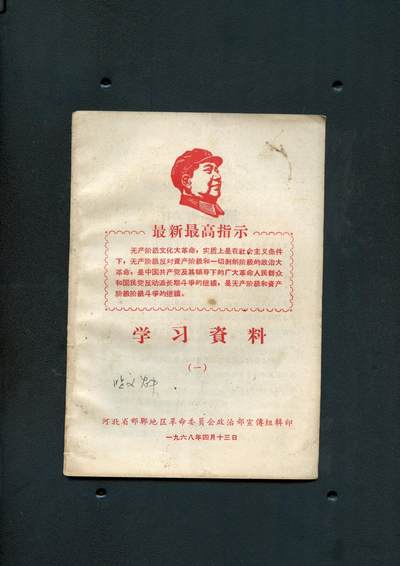 最新最高指示
无产阶级文化大革命，实质上是在社会主义条件
下，无产阶级反对资产阶级和一切剥削阶级的政治大
革命，是中国共产党及其领导下的广大革命人民群众
和国民党反动派长期斗争的继续，是无产阶级和資产
阶级阶级斗争的继续。
学习資料
（一）
河北省邯郸地区革命委員会政治部宣傳組翻印
一九六八年四月十三日